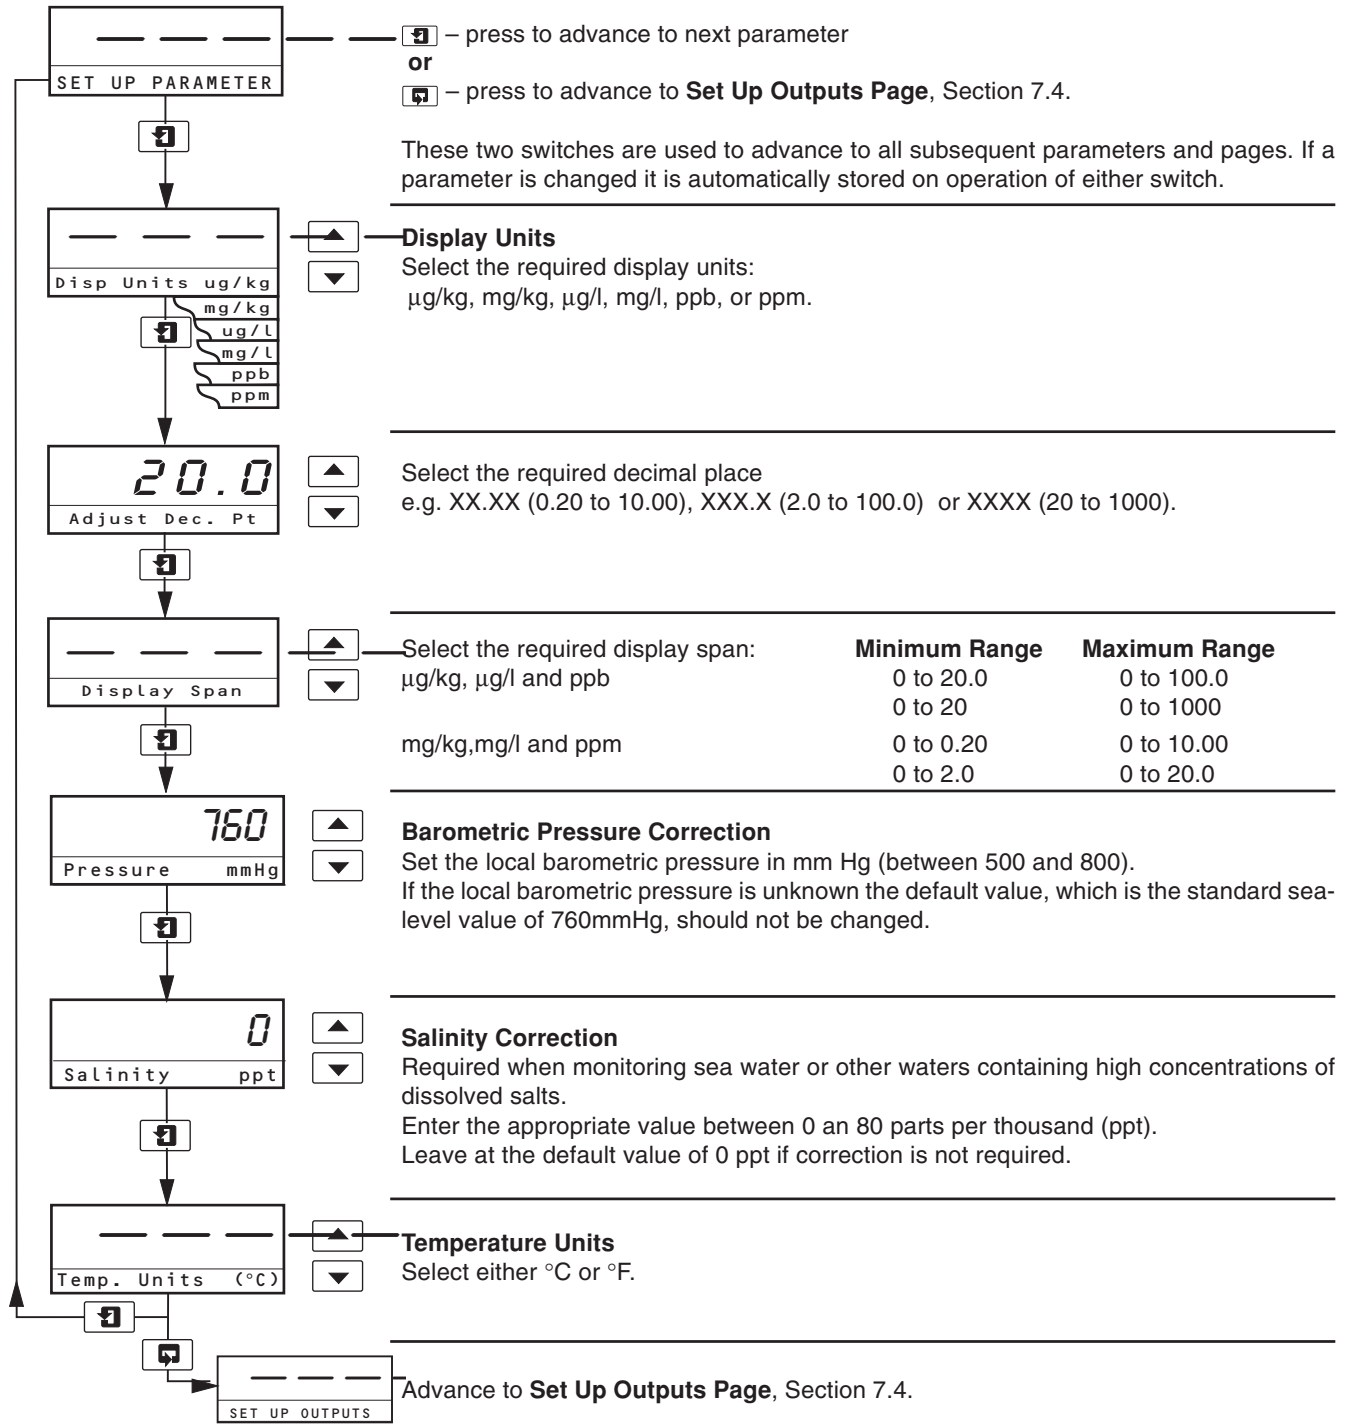 – press to advance to next parameter
or
– press to advance to Set Up Outputs Page, Section 7.4.
SET UP PARAMETER
These two switches are used to advance to all subsequent parameters and pages. If a
parameter is changed it is automatically stored on operation of either switch.
Display Units
Select the required display units:
µg/kg, mg/kg, µg/l, mg/l, ppb, or ppm.
Disp Units ug/kg
mg/kg
ug/l
mg/l
ppb
ppm
20.0
Adjust Dec. Pt
Select the required decimal place
e.g. XX.XX (0.20 to 10.00), XXX.X (2.0 to 100.0) or XXXX (20 to 1000).
Display Span
Select the required display span: Minimum Range Maximum Range
µg/kg, µg/l and ppb 0 to 20.0 0 to 100.0
0 to 20 0 to 1000
mg/kg,mg/l and ppm 0 to 0.20 0 to 10.00
0 to 2.0 0 to 20.0
760
Pressure mmHg
Barometric Pressure Correction
Set the local barometric pressure in mm Hg (between 500 and 800).
If the local barometric pressure is unknown the default value, which is the standard sea-
level value of 760mmHg, should not be changed.
0
Salinity ppt
Salinity Correction
Required when monitoring sea water or other waters containing high concentrations of
dissolved salts.
Enter the appropriate value between 0 an 80 parts per thousand (ppt).
Leave at the default value of 0 ppt if correction is not required.
Temp. Units (°C)
Temperature Units
Select either °C or °F.
SET UP OUTPUTS
Advance to Set Up Outputs Page, Section 7.4.